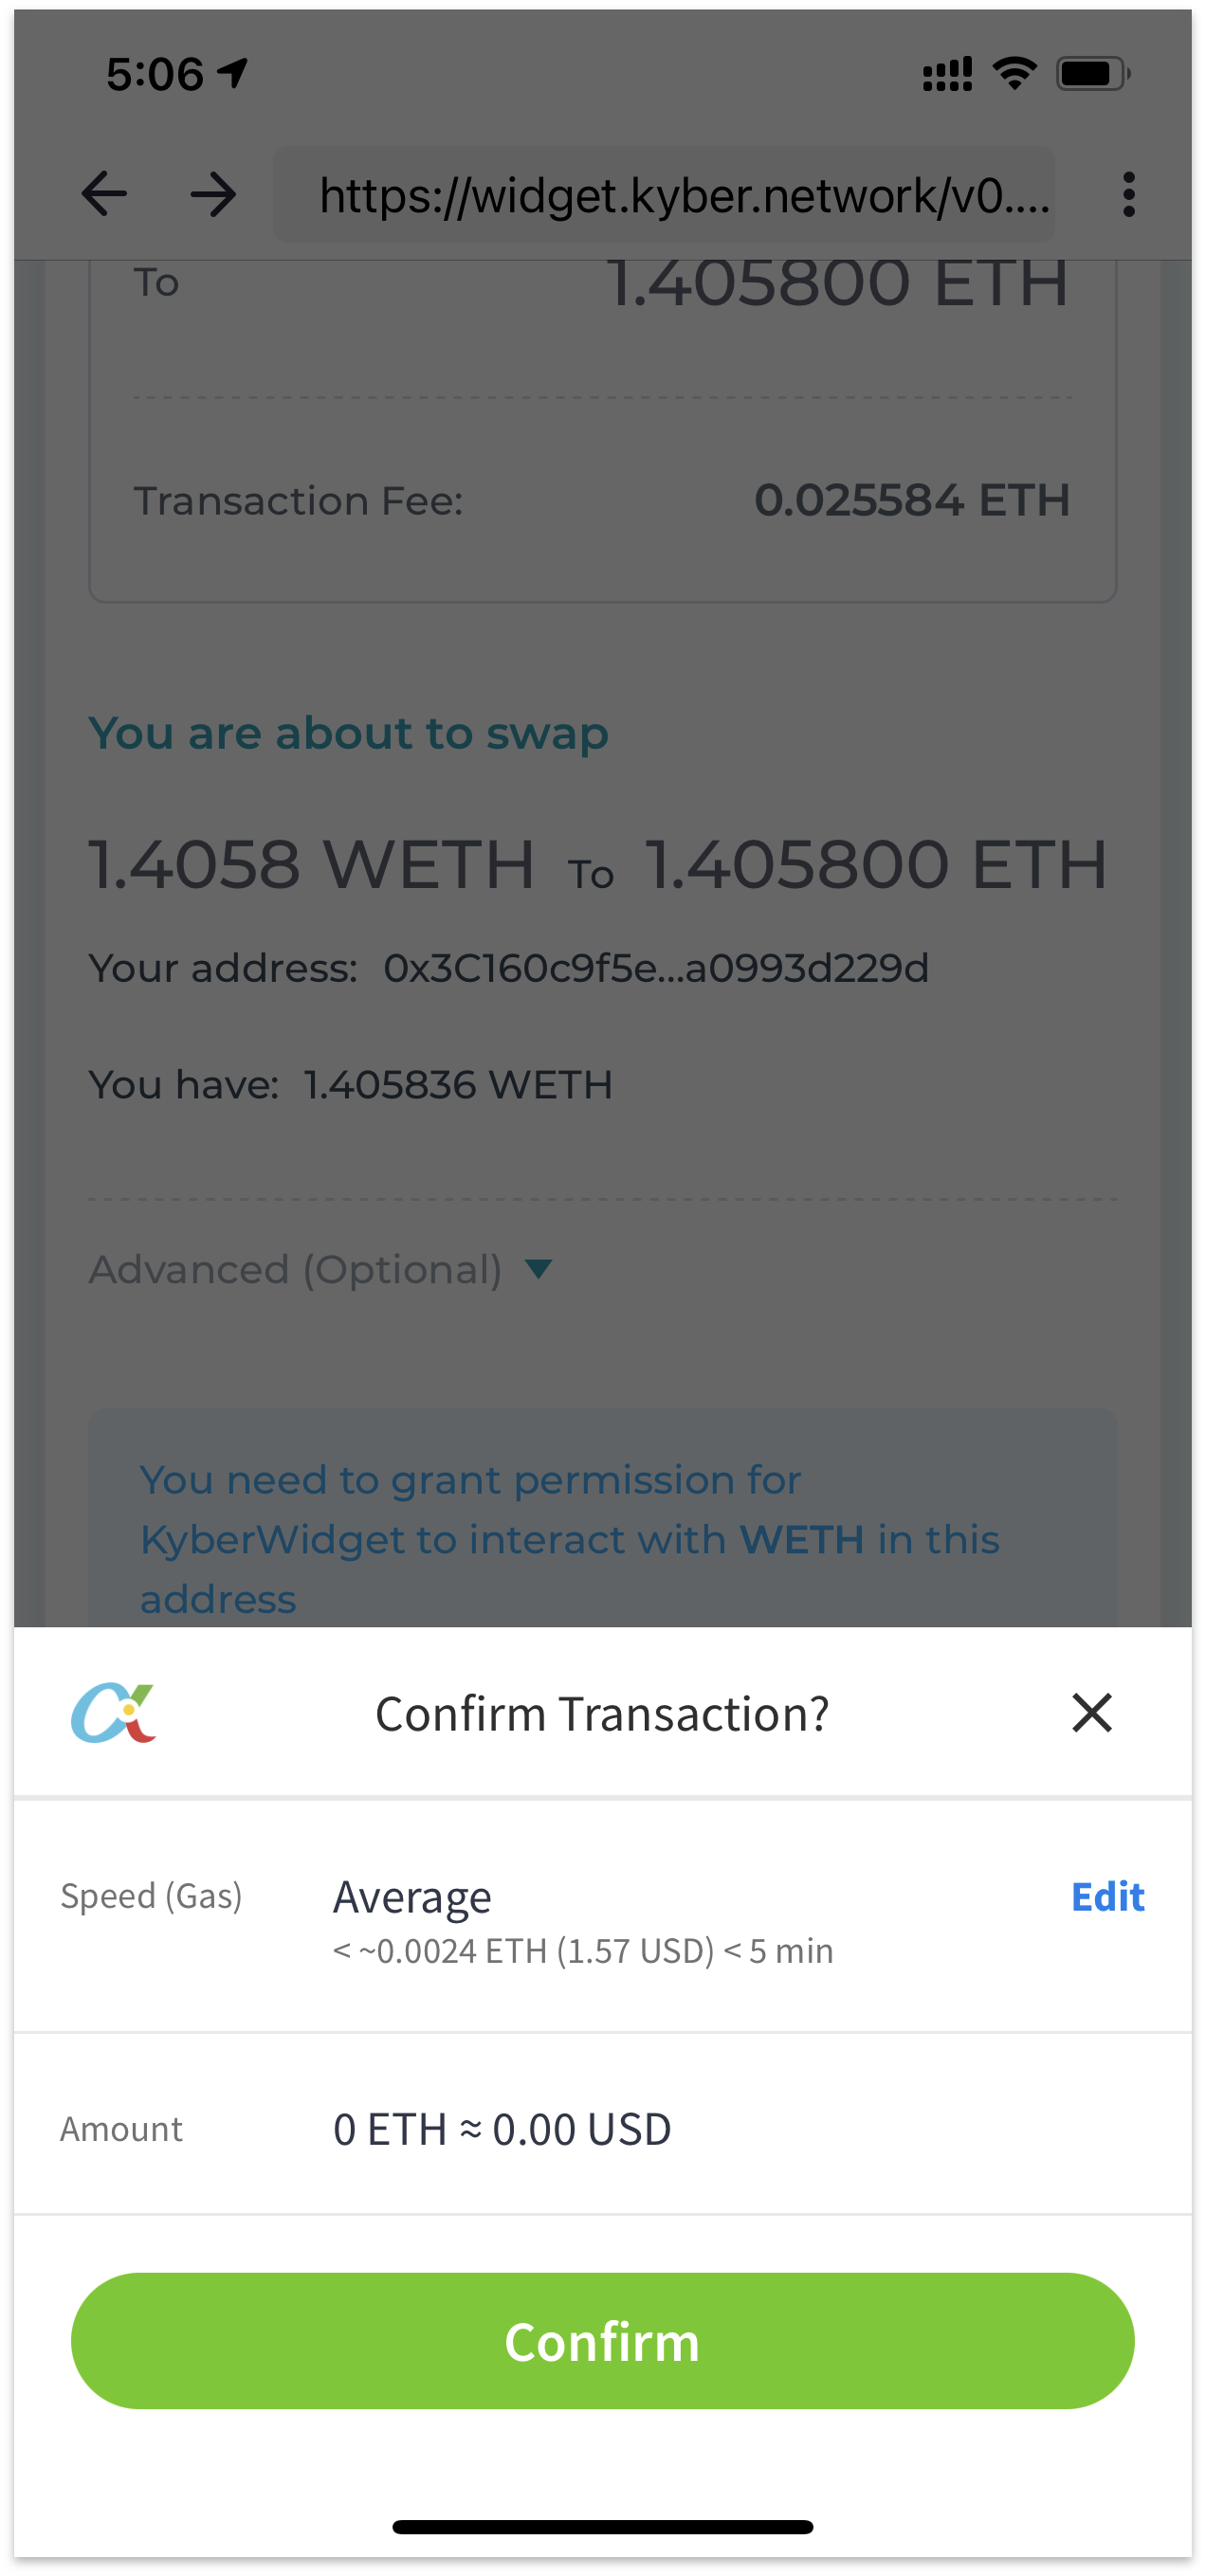 5:06
https://widget.kyber.network/v0....
To 1.405800 ETH
Transaction Fee: 0.025584 ETH
You are about to swap
1.4058 WETH To 1.405800 ETH
Your address: 0x3C160c9f5e...a0993d229d
You have: 1.405836 WETH
Advanced (Optional)
You need to grant permission for
KyberWidget to interact with WETH in this
address
Confirm Transaction?
Speed (Gas) Average Edit
< ~0.0024 ETH (1.57 USD) < 5 min
Amount 0 ETH ≈ 0.00 USD
Confirm